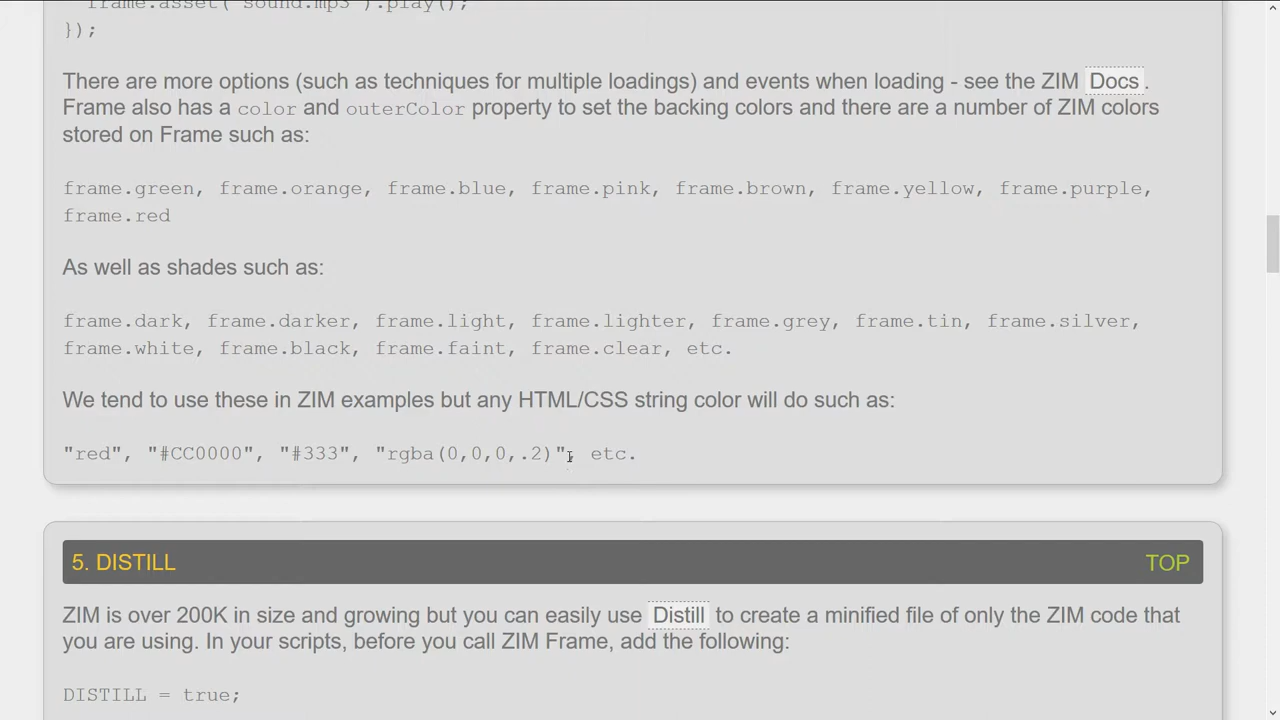 frame.asset("sound.mp3").play();
});
There are more options (such as techniques for multiple loadings) and events when loading - see the ZIM Docs.
Frame also has a color and outerColor property to set the backing colors and there are a number of ZIM colors
stored on Frame such as:
frame.green, frame.orange, frame.blue, frame.pink, frame.brown, frame.yellow, frame.purple,
frame.red
As well as shades such as:
frame.dark, frame.darker, frame.light, frame.lighter, frame.grey, frame.tin, frame.silver,
frame.white, frame.black, frame.faint, frame.clear, etc.
We tend to use these in ZIM examples but any HTML/CSS string color will do such as:
"red", "#CC0000", "#333", "rgba(0,0,0,.2)", etc.
5. DISTILL TOP
ZIM is over 200K in size and growing but you can easily use Distill to create a minified file of only the ZIM code that
you are using. In your scripts, before you call ZIM Frame, add the following:
DISTILL = true;